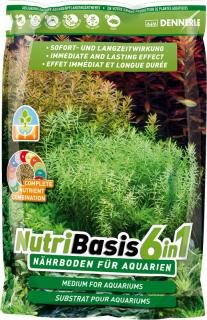 DENNERLE
• SOFORT- UND LANGZEITWIRKUNG
• IMMEDIATE AND LASTING EFFECT
• EFFET IMMÉDIAT ET LONGUE DURÉE
COMPLETE
NUTRIENT
COMBINATION
NutriBasis 6in1
NÄHRBODEN FÜR AQUARIEN
MEDIUM FOR AQUARIUMS
SUBSTRAT POUR AQUARIUMS